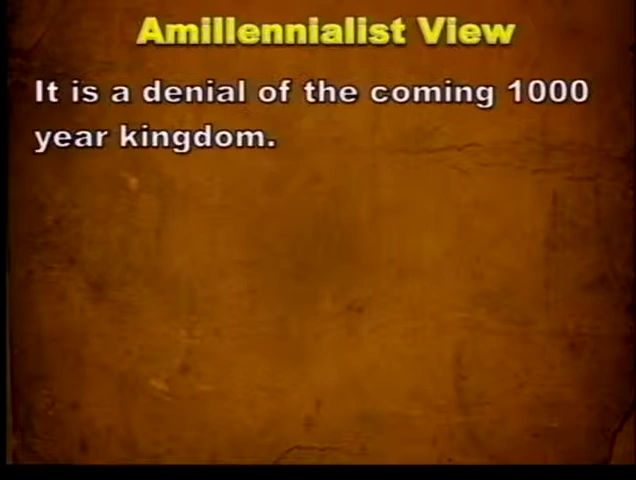 Amillennialist View
It is a denial of the coming 1000
year kingdom.